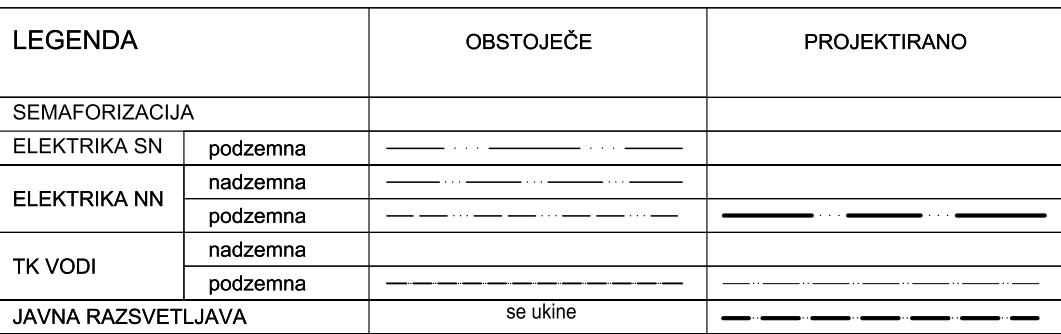 LEGENDA OBSTOJEČE PROJEKTIRANO
SEMAFORIZACIJA
ELEKTRIKA SN podzemna
ELEKTRIKA NN nadzemna
podzemna
TK VODI nadzemna
podzemna
JAVNA RAZSVETLJAVA se ukine